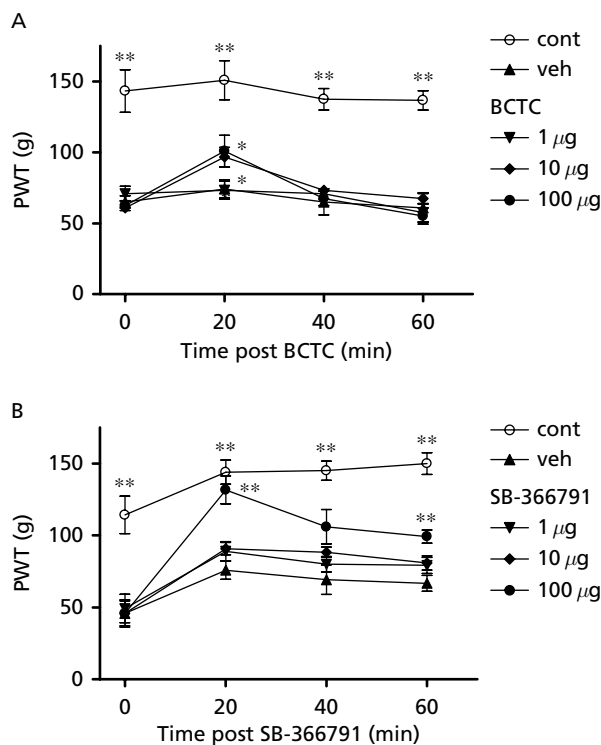 A
** ** ** **
150
100
50
0
PWT (g)
*
*
0 20 40 60
Time post BCTC (min)
cont
veh
BCTC
1 μg
10 μg
100 μg
B
** ** ** **
150
100
50
0
PWT (g)
**
**
0 20 40 60
Time post SB-366791 (min)
cont
veh
SB-366791
1 μg
10 μg
100 μg